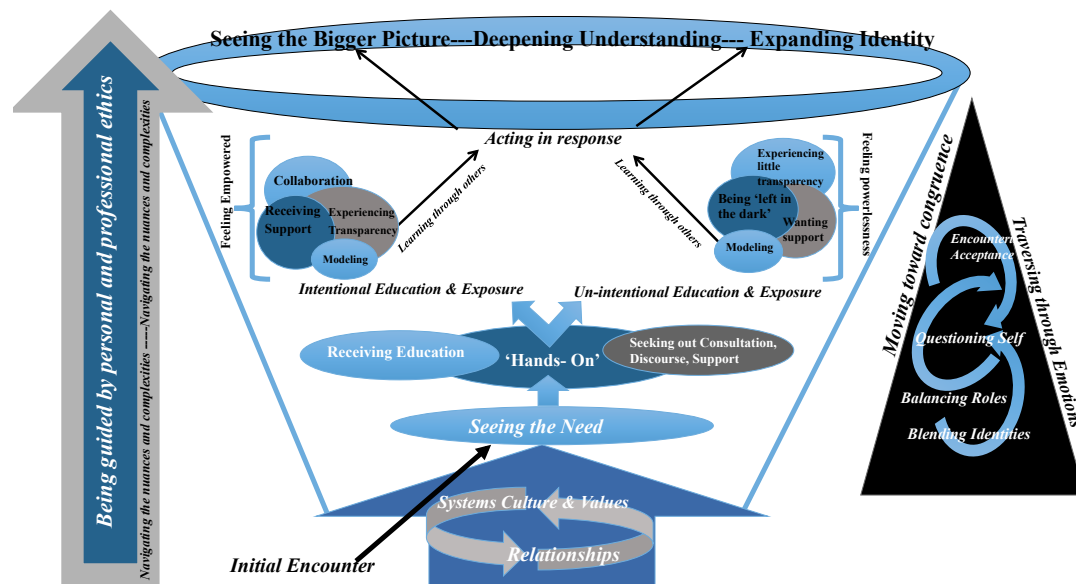 Seeing the Bigger Picture---Deepening Understanding--- Expanding Identity
Being guided by personal and professional ethics
Navigating the nuances and complexities -----Navigating the nuances and complexities
Acting in response
Feeling Empowered
Collaboration
Receiving
Support
Experiencing
Transparency
Modeling
Learning through others
Intentional Education & Exposure
Feeling powerlessness
Experiencing
little
transparency
Being ‘left in
the dark’
Wanting
support
Modeling
Learning through others
Un-intentional Education & Exposure
Receiving Education
‘Hands- On’
Seeking out Consultation,
Discourse, Support
Seeing the Need
Systems Culture & Values
Relationships
Initial Encounter
Moving toward congruence
Traversing through Emotions
Acceptance
Questioning Self
Balancing Roles
Blending Identities